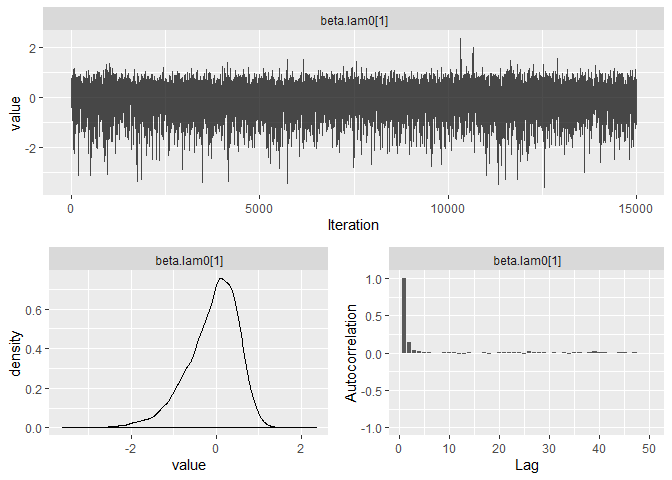 beta.lam0[1]
value
2
0
-2
0 5000 10000 15000
Iteration
beta.lam0[1]
density
0.6
0.4
0.2
0.0
-2 0 2
value
beta.lam0[1]
Autocorrelation
1.0
0.5
0.0
-0.5
-1.0
0 10 20 30 40 50
Lag